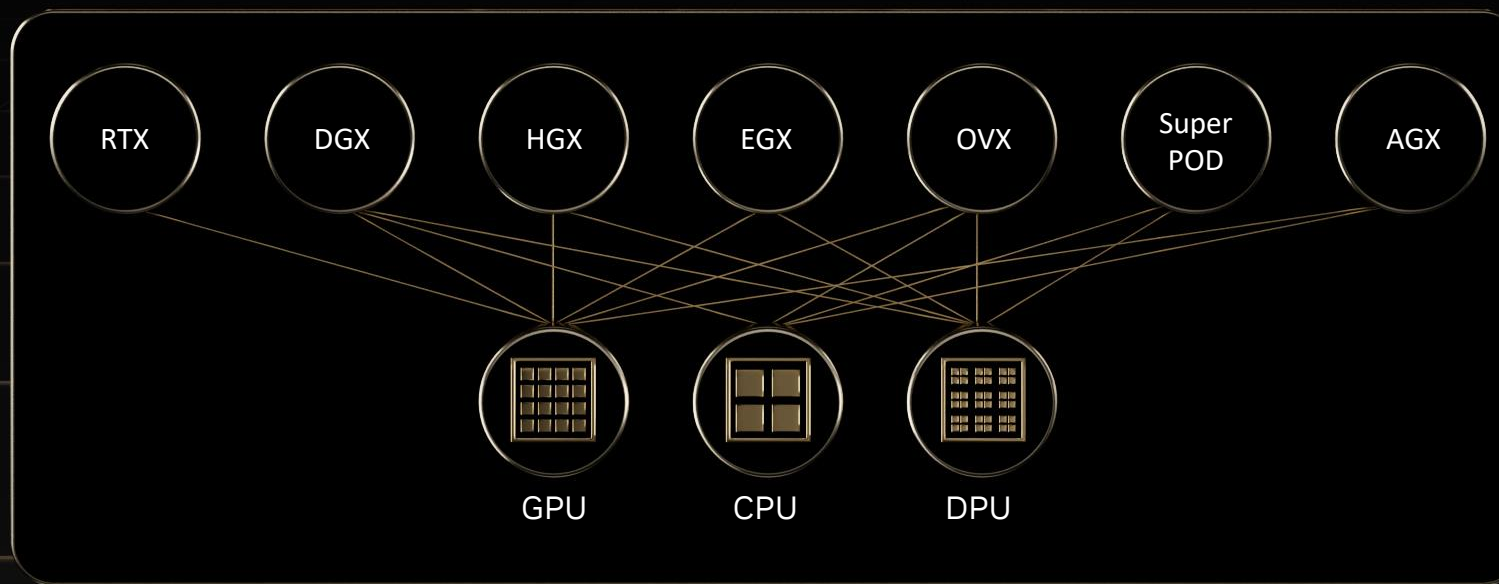 RTX
DGX
HGX
EGX
OVX
Super
POD
AGX
GPU
CPU
DPU